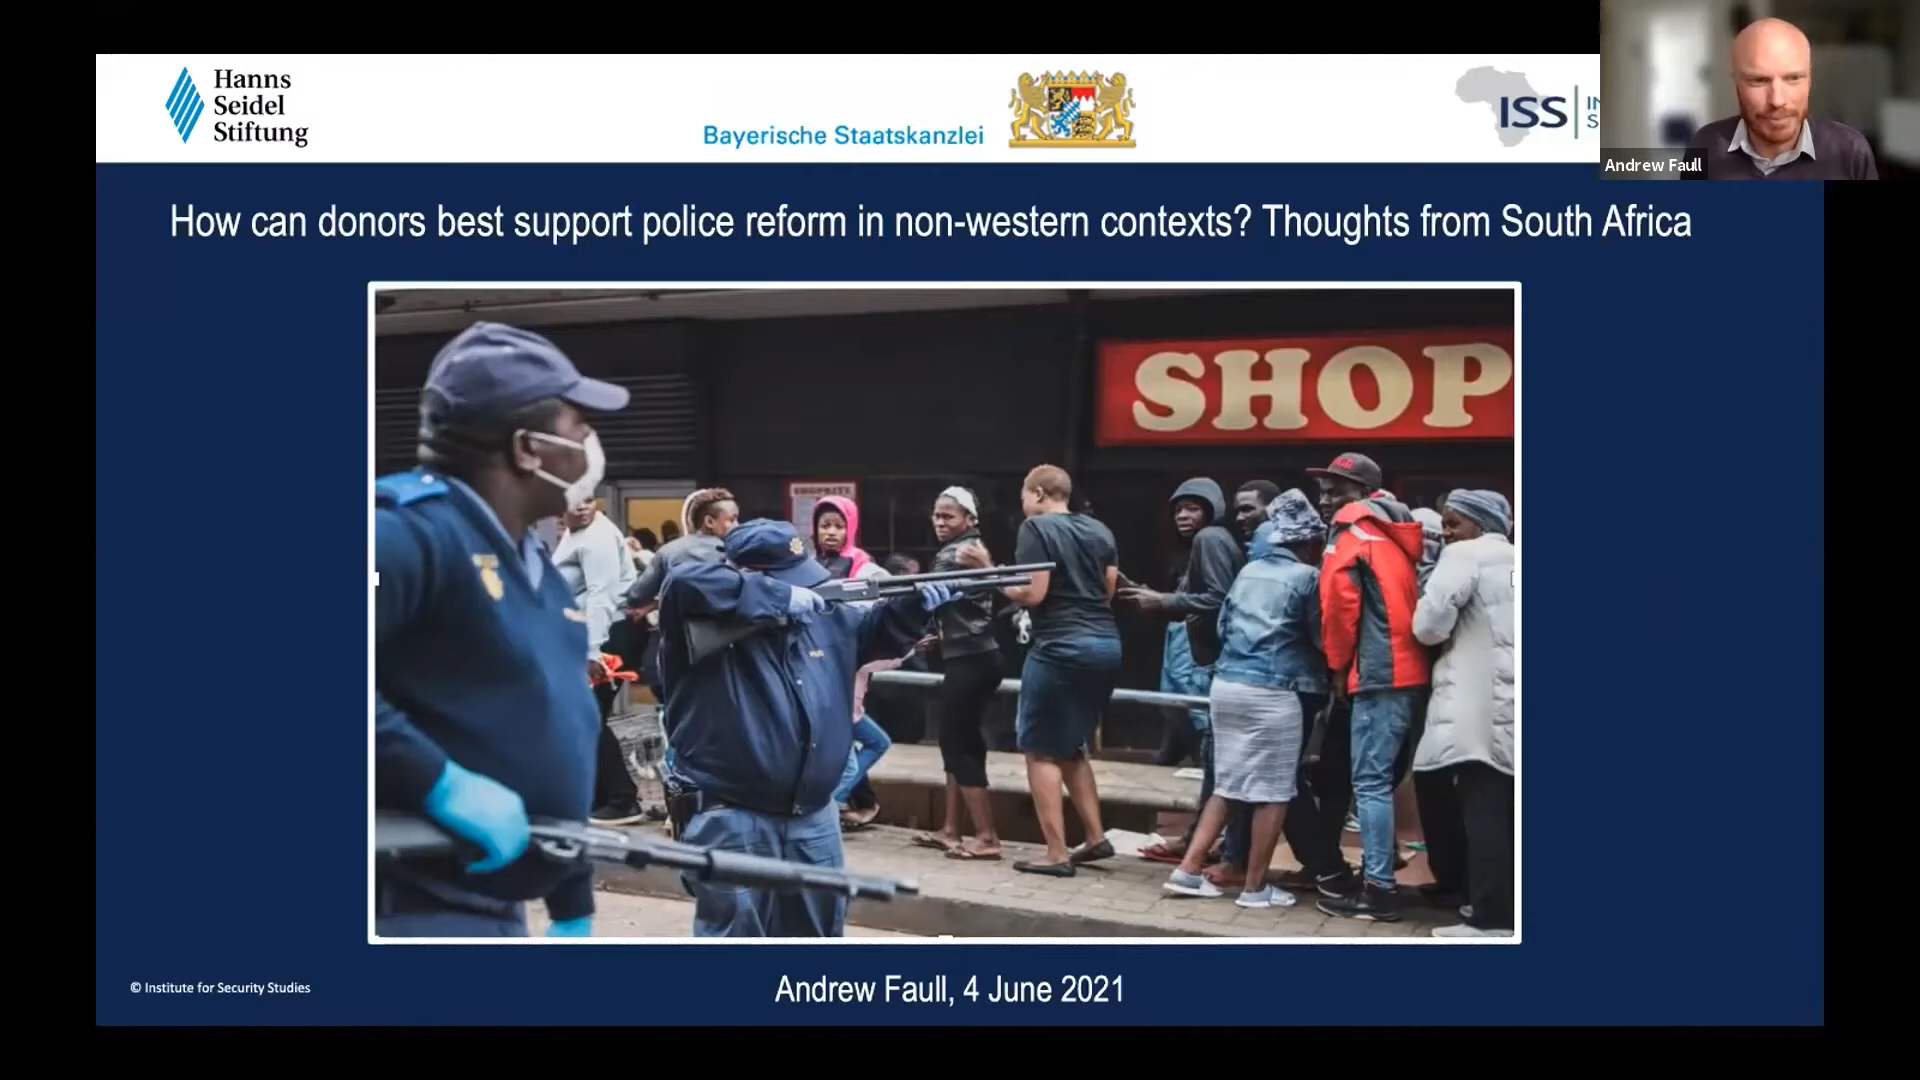 Hanns
Seidel
Stiftung
Bayerische Staatskanzlei
ISS
Andrew Faull
How can donors best support police reform in non-western contexts? Thoughts from South Africa
SHOP
SHOPRITE
© Institute for Security Studies
Andrew Faull, 4 June 2021